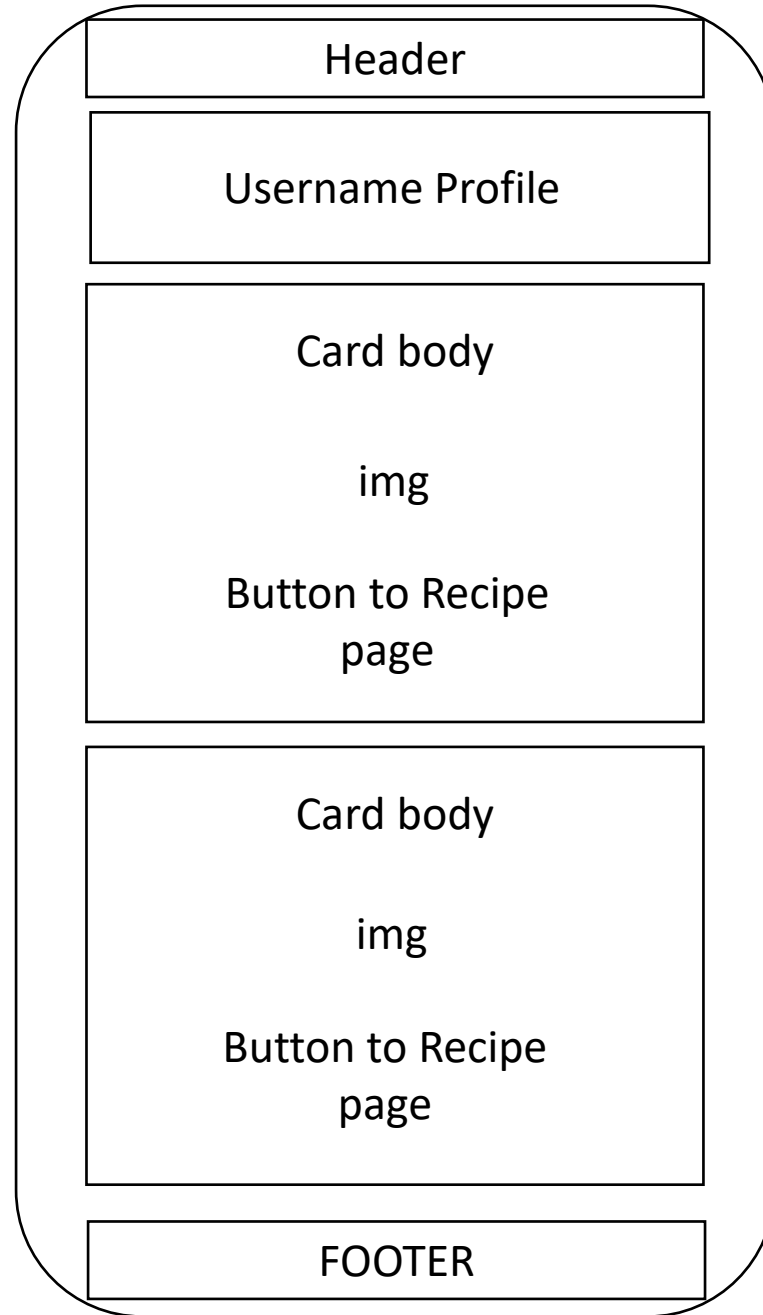 Header
Username Profile
Card body
img
Button to Recipe
page
Card body
img
Button to Recipe
page
FOOTER